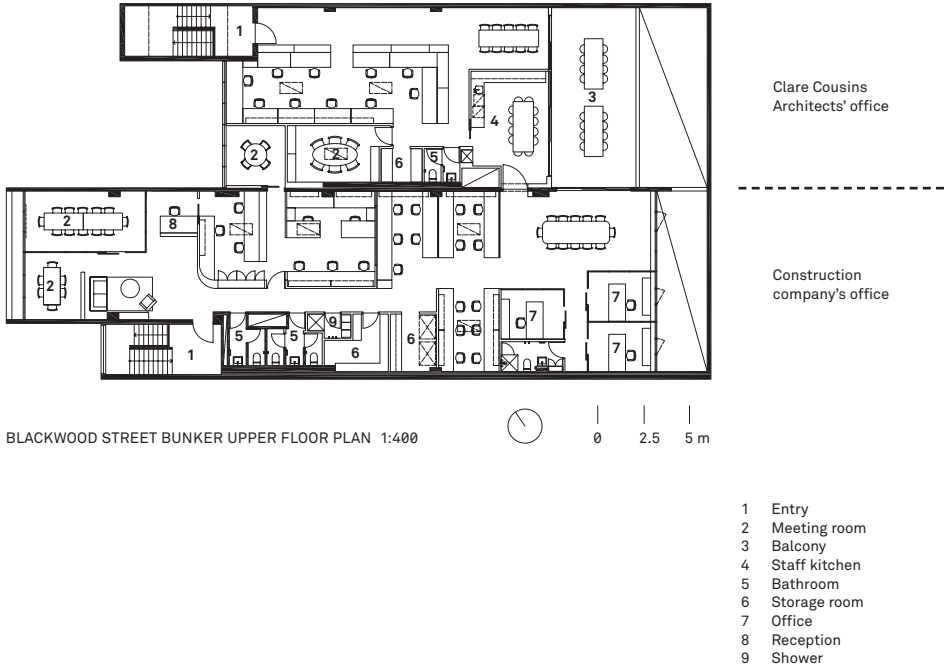 1
Clare Cousins
Architects' office
3
4
2
2
6
5
2
8
2
Construction
company's office
7
7
5
5
9
6
6
1
7
BLACKWOOD STREET BUNKER UPPER FLOOR PLAN 1:400
0 2.5 5 m
1 Entry
2 Meeting room
3 Balcony
4 Staff kitchen
5 Bathroom
6 Storage room
7 Office
8 Reception
9 Shower